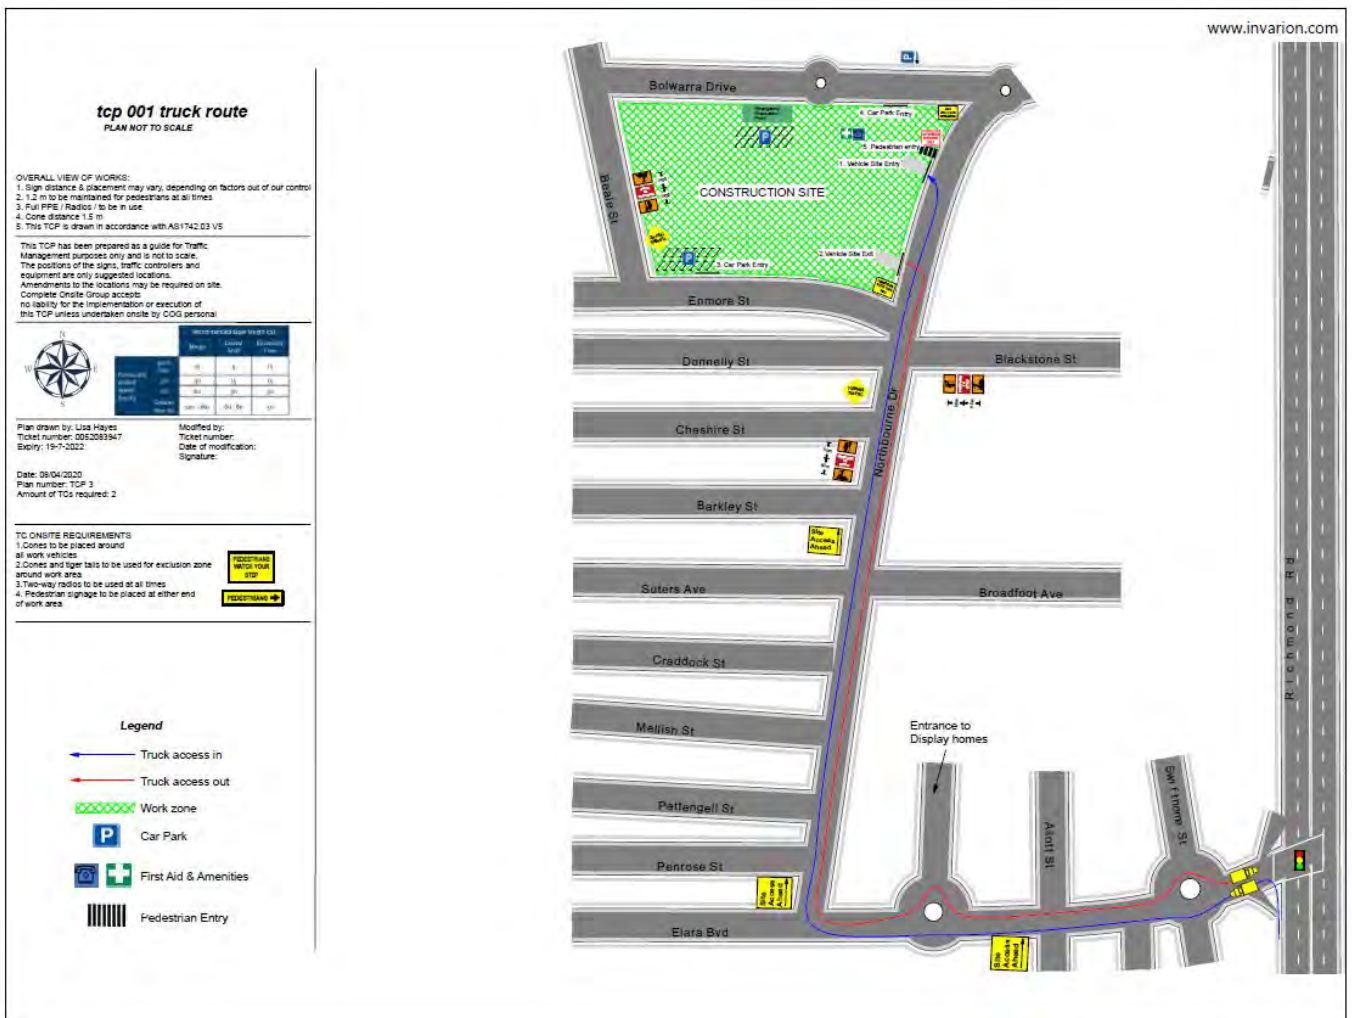 www.invarion.com
tcp 001 truck route
PLAN NOT TO SCALE
OVERALL VIEW OF WORKS:
1. Sign distance & placement may vary, depending on factors out of our control
2. 1.2 m to be maintained for pedestrians at all times
3. Full PPE / Radios / to be in use
4. Cone distance 1.5 m
5. This TCP is drawn in accordance with AS1742.03 V5
This TCP has been prepared as a guide for Traffic
Management purposes only and is not to scale.
The positions of the signs, traffic controllers and
equipment are only suggested locations.
Amendments to the locations may be required on site.
Complete Onsite Group accepts
no liability for the implementation or execution of
this TCP unless undertaken onsite by COG personal
N
W
E
S
Plan drawn by: Lisa Hayes
Ticket number: 0052083947
Expiry: 19-7-2022
Modified by:
Ticket number:
Date of modification:
Signature:
Date: 08/04/2020
Plan number: TCP 3
Amount of TCs required: 2
TC ONSITE REQUIREMENTS
1.Cones to be placed around
all work vehicles
2.Cones and tiger tails to be used for exclusion zone
around work area
3.Two-way radios to be used at all times
4. Pedestrian signage to be placed at either end
of work area
PEDESTRIANS
WATCH YOUR
STEP
PEDESTRIANS
Legend
Truck access in
Truck access out
Work zone
P
Car Park
First Aid & Amenities
Pedestrian Entry
Bolwarra Drive
P
4. Car Park Entry
P
5. Pedestrian entry
1. Vehicle Site Entry
CONSTRUCTION SITE
Beale St
2. Vehicle Site Exit
P
3. Car Park Entry
Enmore St
Donnelly St
Blackstone St
Northbourne Dr
Cheshire St
Barkley St
Site
Access
Ahead
Suters Ave
Broadfoot Ave
Richmond Rd
Craddock St
Mellish St
Entrance to
Display homes
Pettengell St
Swifthorne St
Aliott St
Penrose St
Site
Access
Ahead
Elara Bvd
Site
Access
Ahead